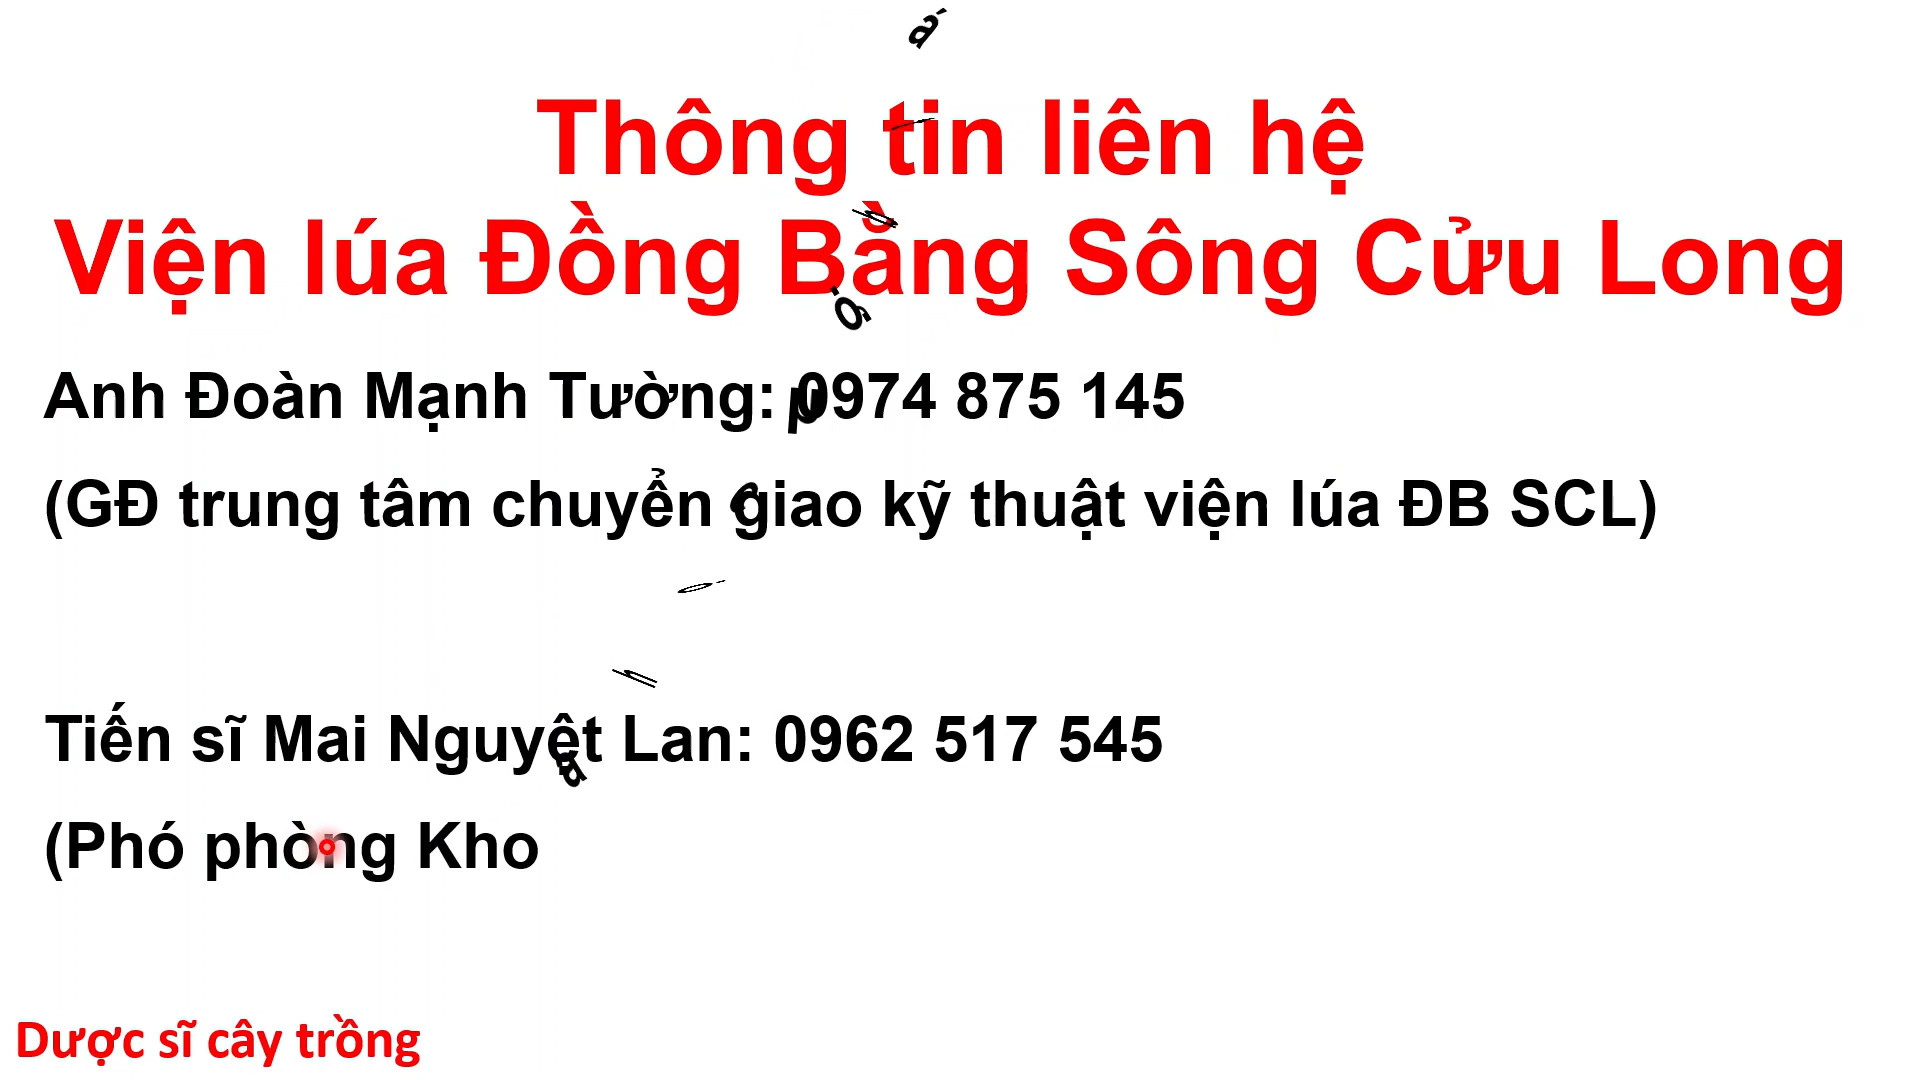 Thông tin liên hệ
Viện lúa Đồng Bằng Sông Cửu Long
Anh Đoàn Mạnh Tường: 0974 875 145
(GĐ trung tâm chuyển giao kỹ thuật viện lúa ĐB SCL)
Tiến sĩ Mai Nguyệt Lan: 0962 517 545
(Phó phòng Kho
Dược sĩ cây trồng